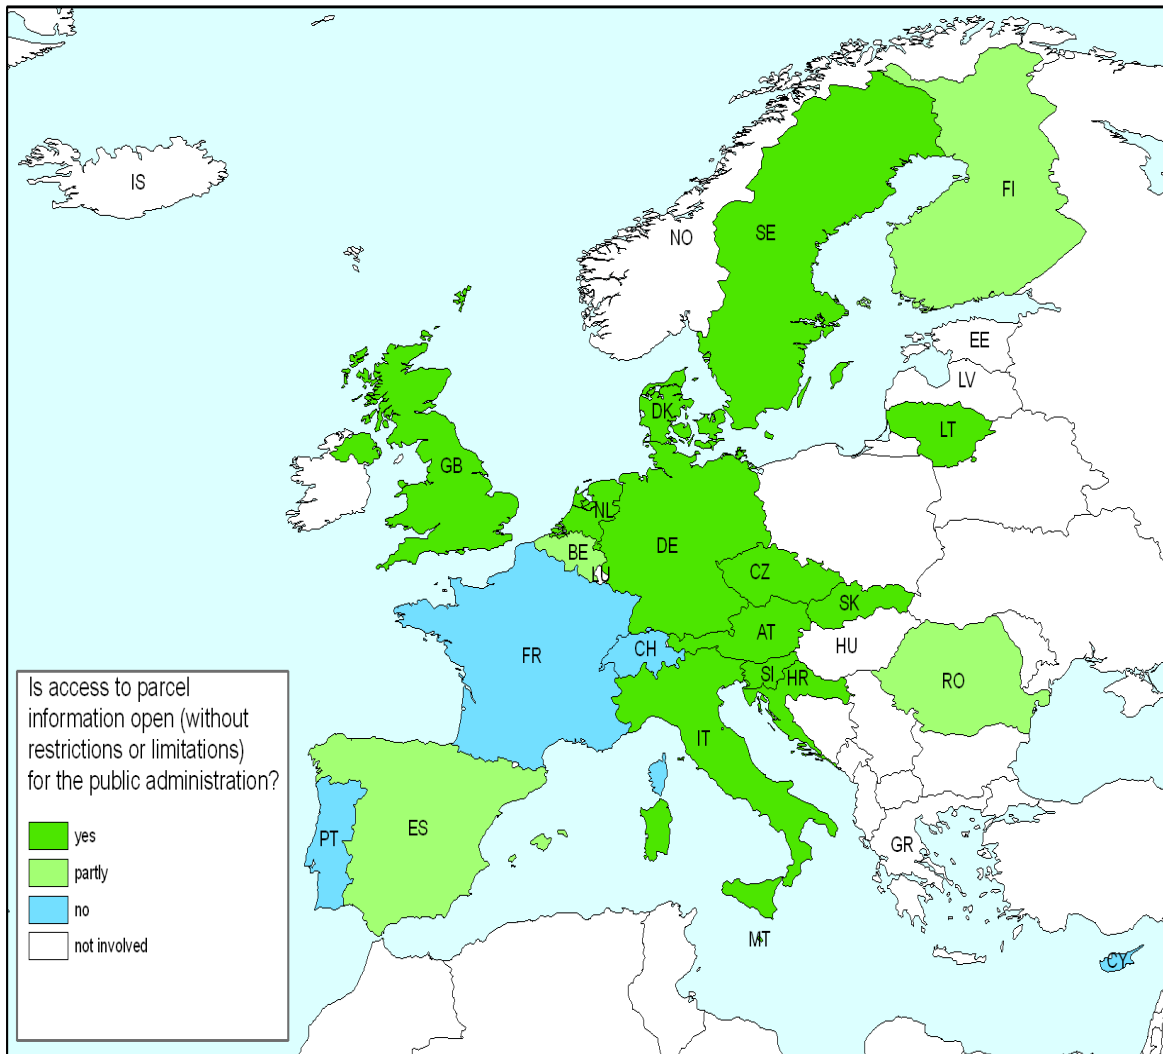 IS
NO
SE
FI
EE
LV
LT
DK
GB
NL
BE
LU
DE
CZ
SK
AT
HU
FR
CH
SI
HR
RO
IT
PT
ES
GR
MT
CY
Is access to parcel
information open (without
restrictions or limitations)
for the public administration?
yes
partly
no
not involved